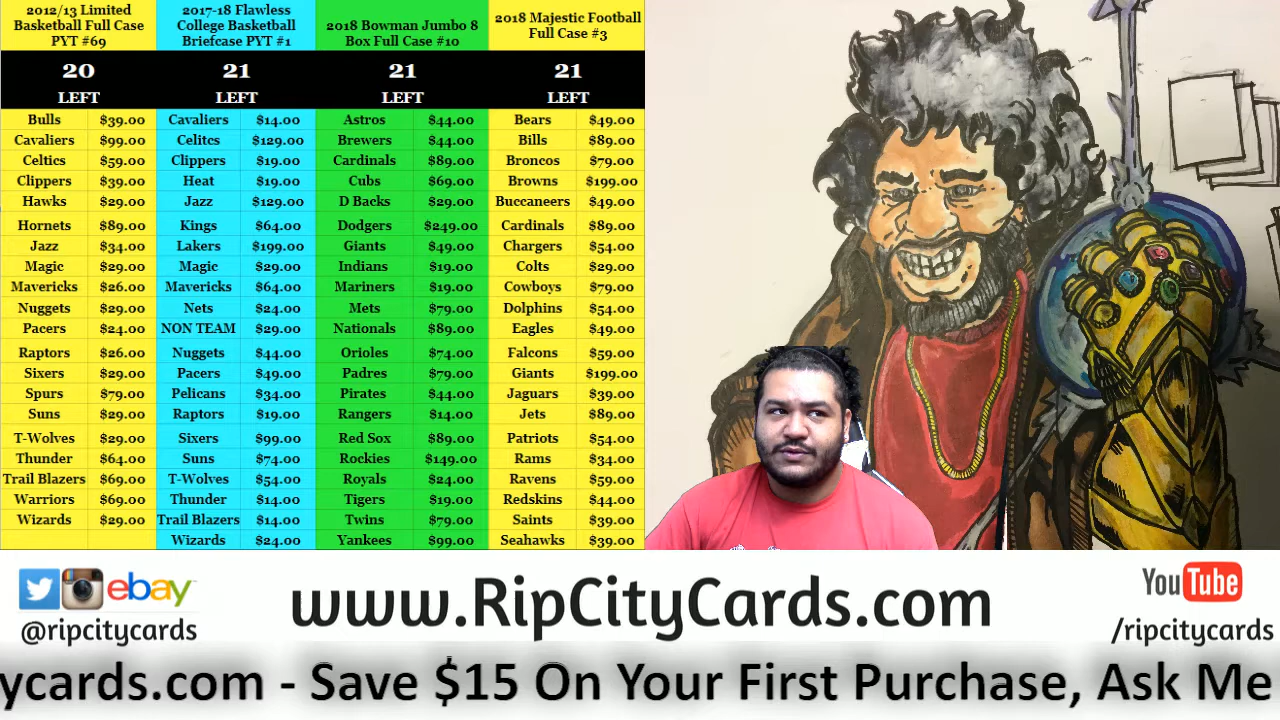 2012/13 Limited
Basketball Full Case
PYT #69
20
LEFT
Bulls $39.00
Cavaliers $99.00
Celtics $59.00
Clippers $39.00
Hawks $29.00
Hornets $89.00
Jazz $34.00
Magic $29.00
Mavericks $26.00
Nuggets $29.00
Pacers $24.00
Raptors $26.00
Sixers $29.00
Spurs $79.00
Suns $29.00
T-Wolves $29.00
Thunder $64.00
Trail Blazers $69.00
Warriors $69.00
Wizards $29.00
2017-18 Flawless
College Basketball
Briefcase PYT #1
21
LEFT
Cavaliers $14.00
Celitcs $129.00
Clippers $19.00
Heat $19.00
Jazz $129.00
Kings $64.00
Lakers $199.00
Magic $29.00
Mavericks $64.00
Nets $24.00
NON TEAM $29.00
Nuggets $44.00
Pacers $49.00
Pelicans $34.00
Raptors $19.00
Sixers $99.00
Suns $74.00
T-Wolves $54.00
Thunder $14.00
Trail Blazers $14.00
Wizards $24.00
2018 Bowman Jumbo 8
Box Full Case #10
21
LEFT
Astros $44.00
Brewers $44.00
Cardinals $89.00
Cubs $69.00
D Backs $29.00
Dodgers $249.00
Giants $49.00
Indians $19.00
Mariners $19.00
Mets $79.00
Nationals $89.00
Orioles $74.00
Padres $79.00
Pirates $44.00
Rangers $14.00
Red Sox $89.00
Rockies $149.00
Royals $24.00
Tigers $19.00
Twins $79.00
Yankees $99.00
2018 Majestic Football
Full Case #3
21
LEFT
Bears $49.00
Bills $89.00
Broncos $79.00
Browns $199.00
Buccaneers $49.00
Cardinals $89.00
Chargers $54.00
Colts $29.00
Cowboys $79.00
Dolphins $54.00
Eagles $49.00
Falcons $59.00
Giants $199.00
Jaguars $39.00
Jets $89.00
Patriots $54.00
Rams $34.00
Ravens $59.00
Redskins $44.00
Saints $39.00
Seahawks $39.00
ebay
@ripcitycards
www.RipCityCards.com
YouTube
/ripcitycards
ycards.com - Save $15 On Your First Purchase, Ask Me